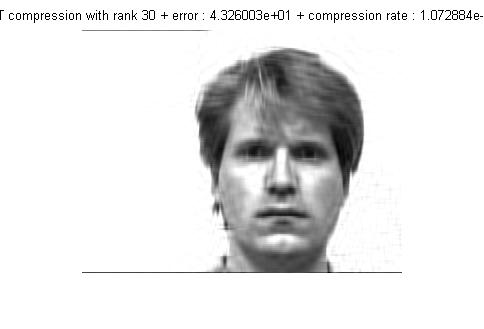 T compression with rank 30 + error : 4.326003e+01 + compression rate : 1.072884e-